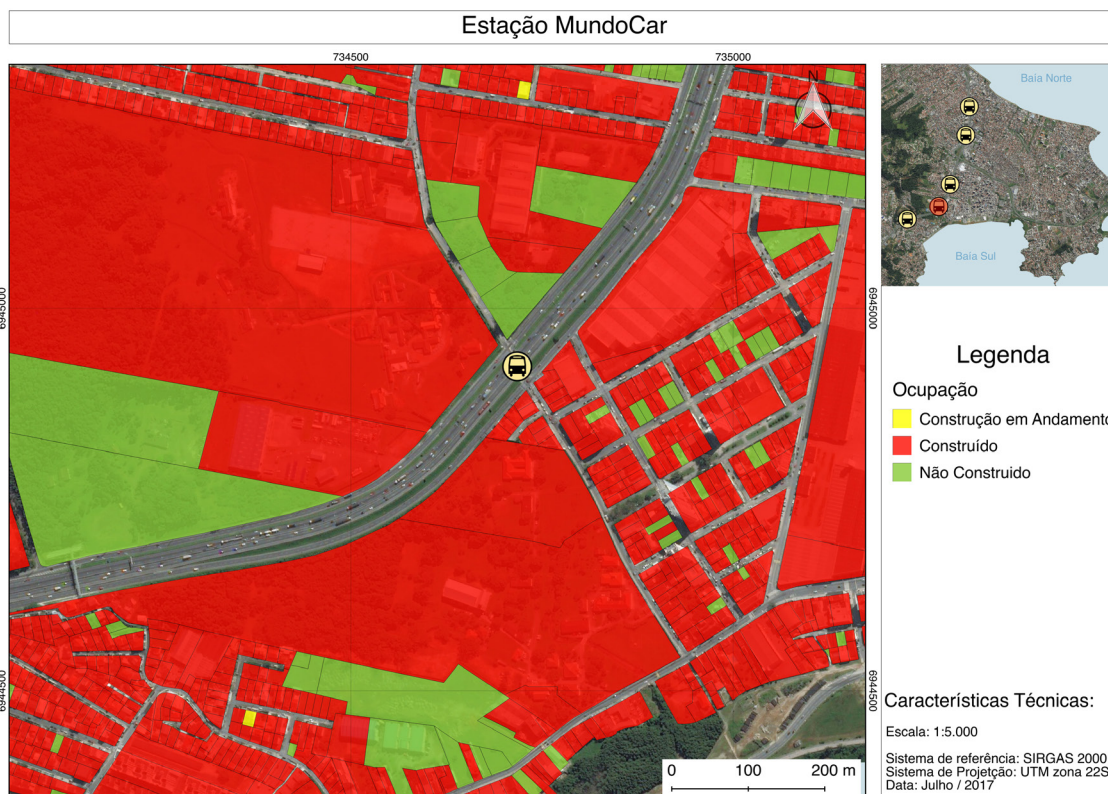 Estação MundoCar
734500
735000
N
6945000
6945000
6944500
6944500
0 100 200 m
Baía Norte
Baía Sul
Legenda
Ocupação
Construção em Andamento
Construído
Não Construido
Características Técnicas:
Escala: 1:5.000
Sistema de referência: SIRGAS 2000
Sistema de Projetção: UTM zona 22S
Data: Julho / 2017